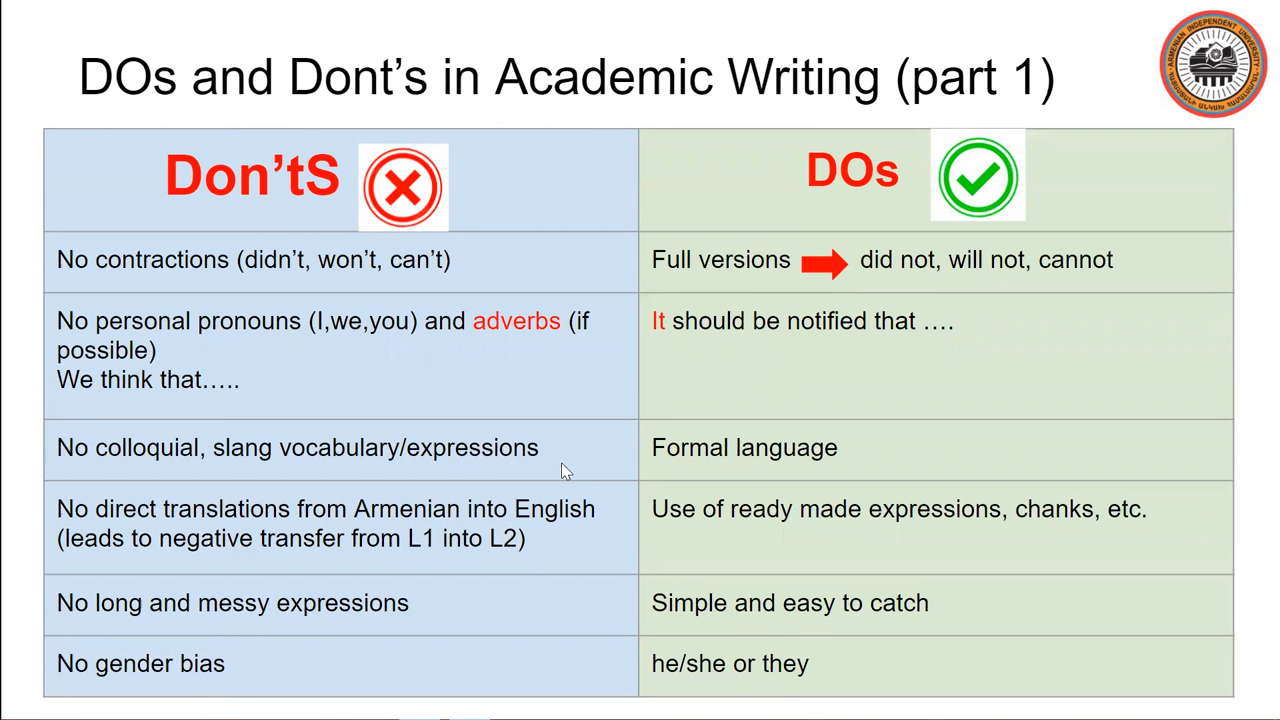 DOs and Dont’s in Academic Writing (part 1)
ARMENIAN INDEPENDENT UNIVERSITY
Don’tS
DOs
No contractions (didn’t, won’t, can’t)
Full versions did not, will not, cannot
No personal pronouns (I,we,you) and adverbs (if
possible)
We think that…..
It should be notified that ….
No colloquial, slang vocabulary/expressions
Formal language
No direct translations from Armenian into English
(leads to negative transfer from L1 into L2)
Use of ready made expressions, chanks, etc.
No long and messy expressions
Simple and easy to catch
No gender bias
he/she or they